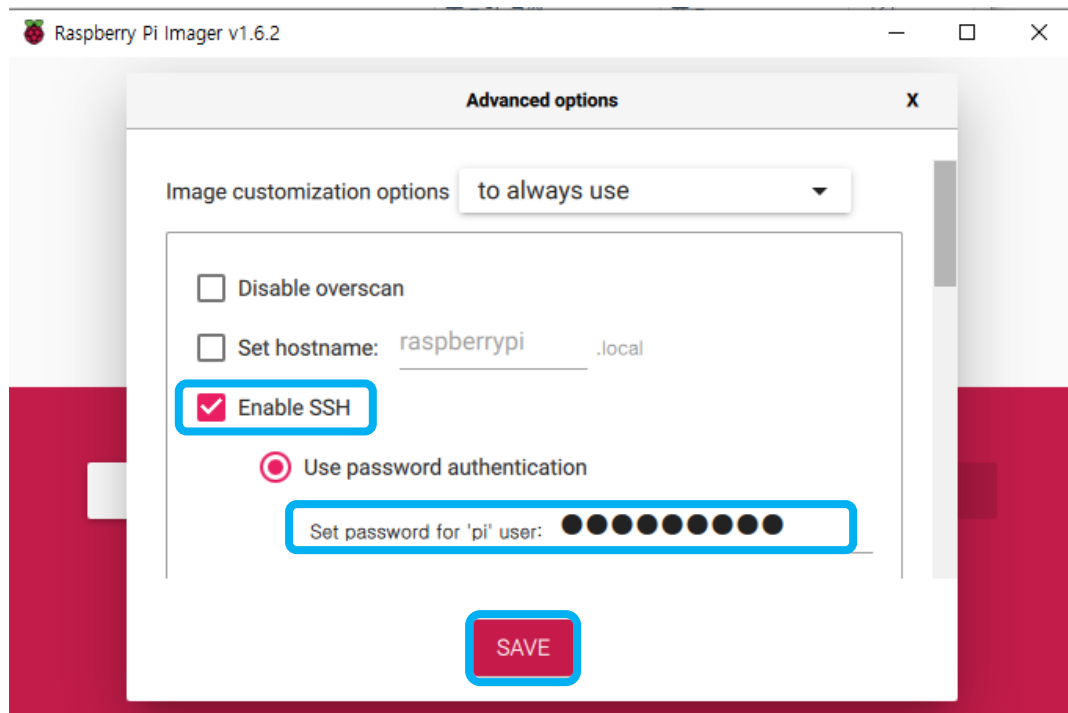 Raspberry Pi Imager v1.6.2
Advanced options X
Image customization options to always use
Disable overscan
Set hostname: raspberrypi .local
Enable SSH
Use password authentication
Set password for 'pi' user: ●●●●●●●●●
SAVE